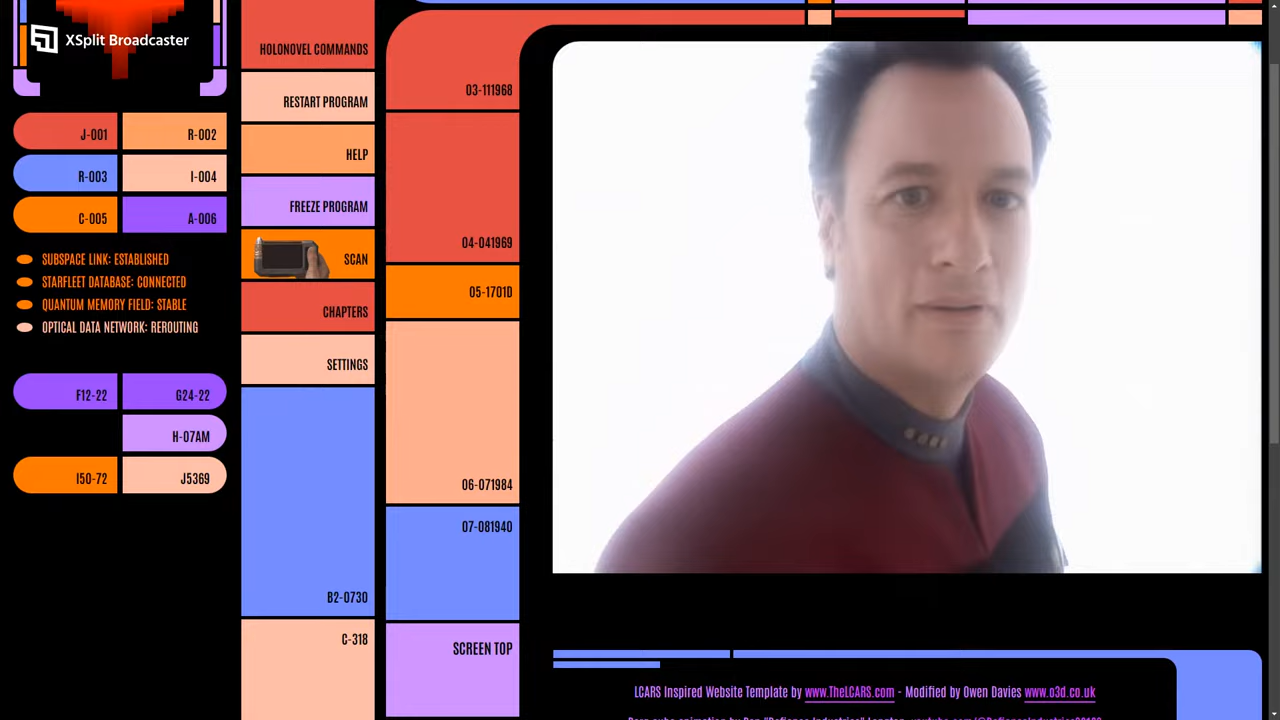 XSplit Broadcaster
J-001
R-002
R-003
I-004
C-005
A-006
SUBSPACE LINK: ESTABLISHED
STARFLEET DATABASE: CONNECTED
QUANTUM MEMORY FIELD: STABLE
OPTICAL DATA NETWORK: REROUTING
F12-22
G24-22
H-07AM
I50-72
J5369
HOLONOVEL COMMANDS
RESTART PROGRAM
HELP
FREEZE PROGRAM
SCAN
CHAPTERS
SETTINGS
B2-0730
C-318
03-111968
04-041969
05-1701D
06-071984
07-081940
SCREEN TOP
LCARS Inspired Website Template by www.TheLCARS.com - Modified by Owen Davies www.o3d.co.uk